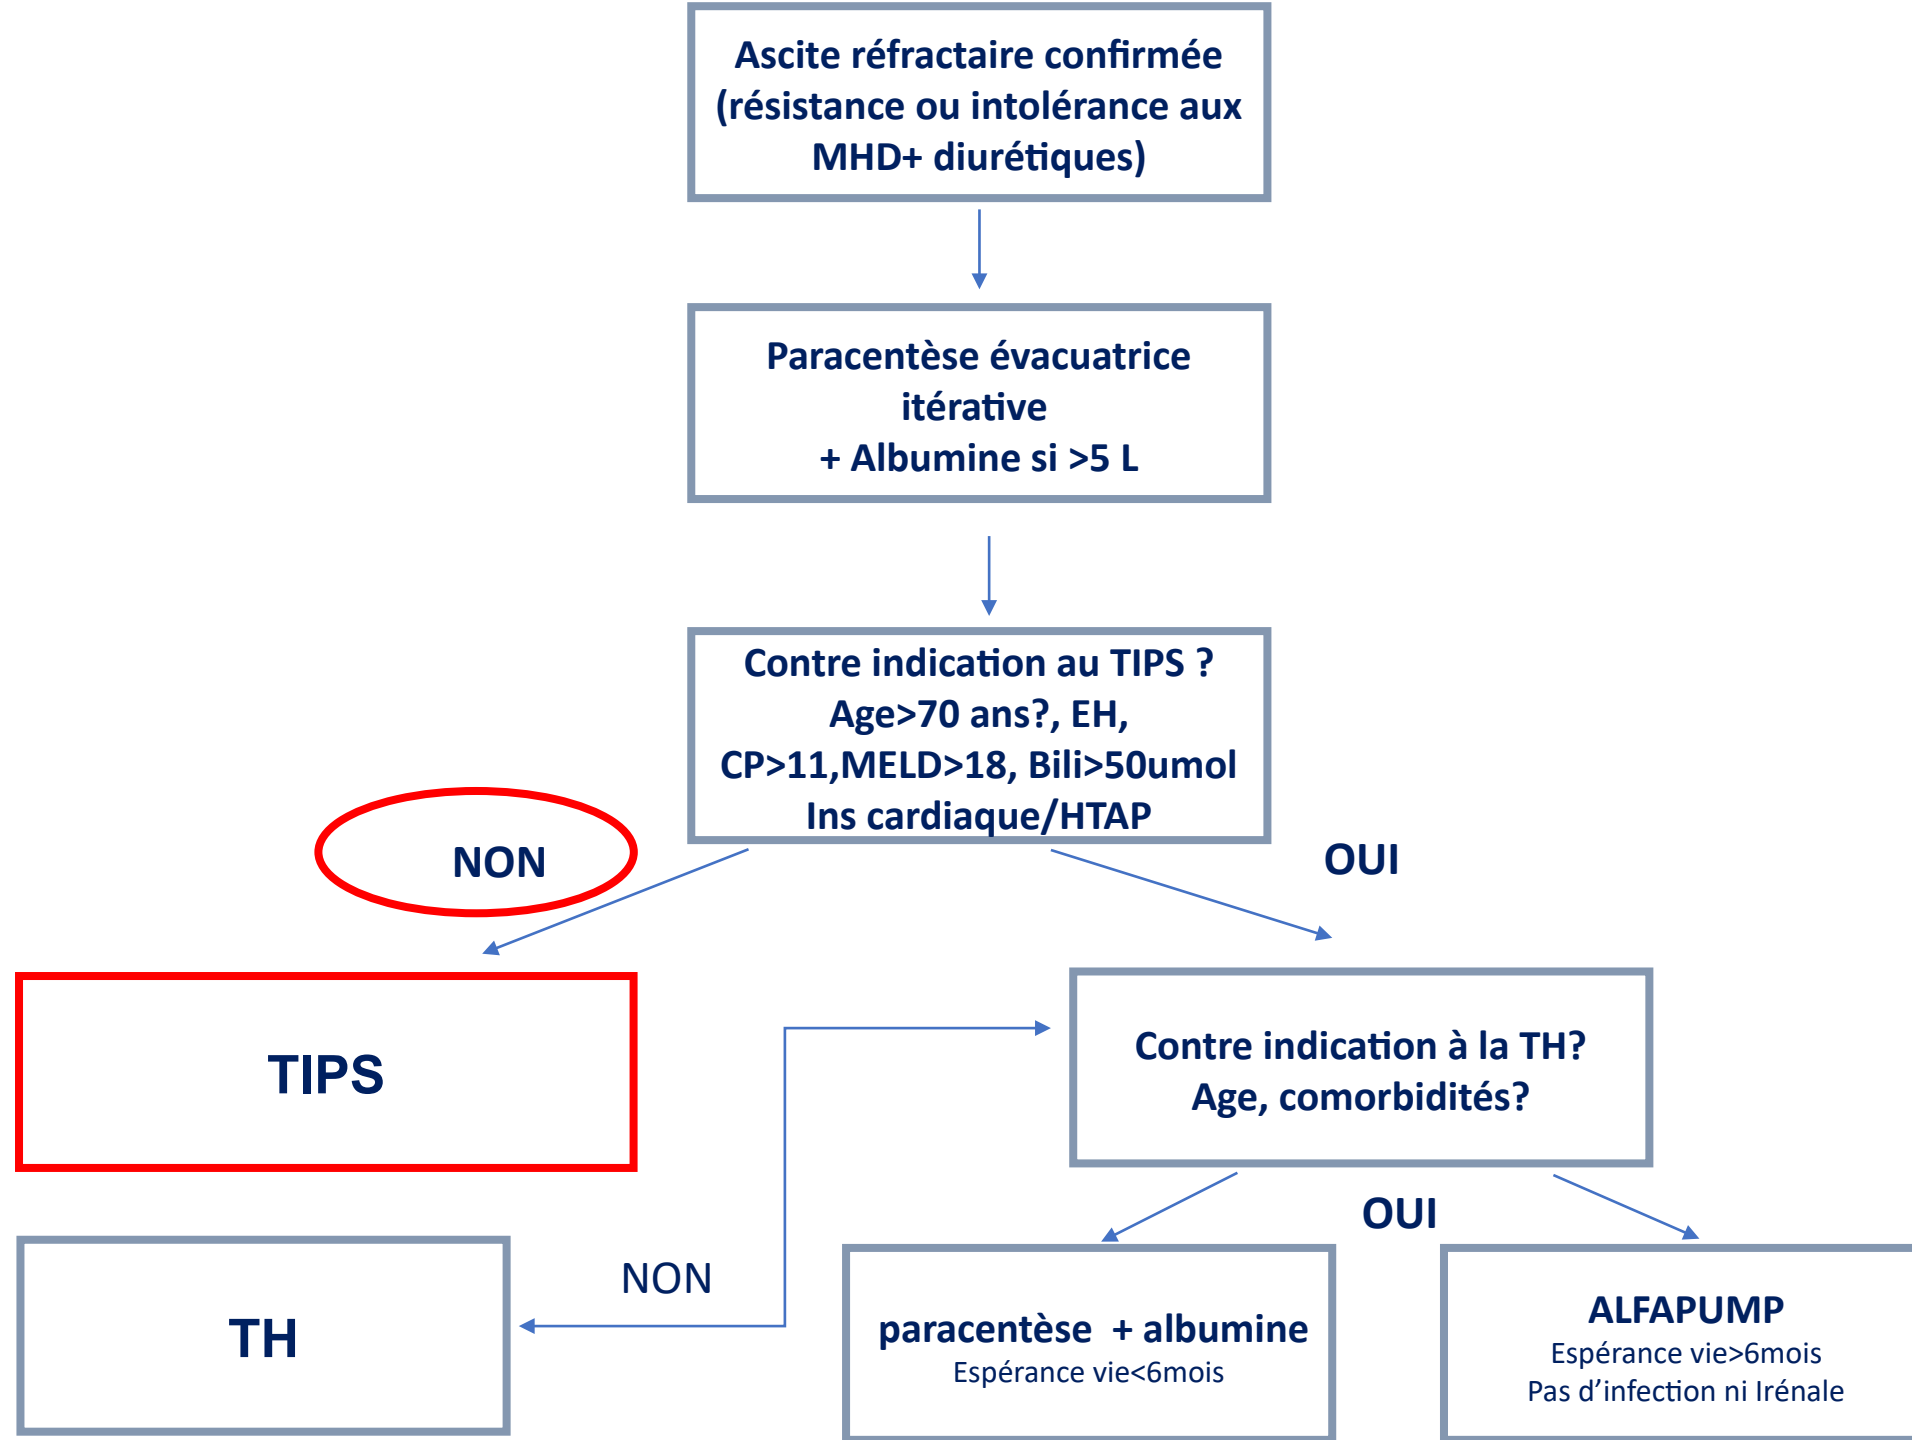 Ascite réfractaire confirmée
(résistance ou intolérance aux
MHD+ diurétiques)
Paracentèse évacuatrice
itérative
+ Albumine si >5 L
Contre indication au TIPS ?
Age>70 ans?, EH,
CP>11,MELD>18, Bili>50umol
Ins cardiaque/HTAP
NON
OUI
TIPS
Contre indication à la TH?
Age, comorbidités?
OUI
NON
TH
paracentèse + albumine
Espérance vie<6mois
ALFAPUMP
Espérance vie>6mois
Pas d’infection ni Irénale